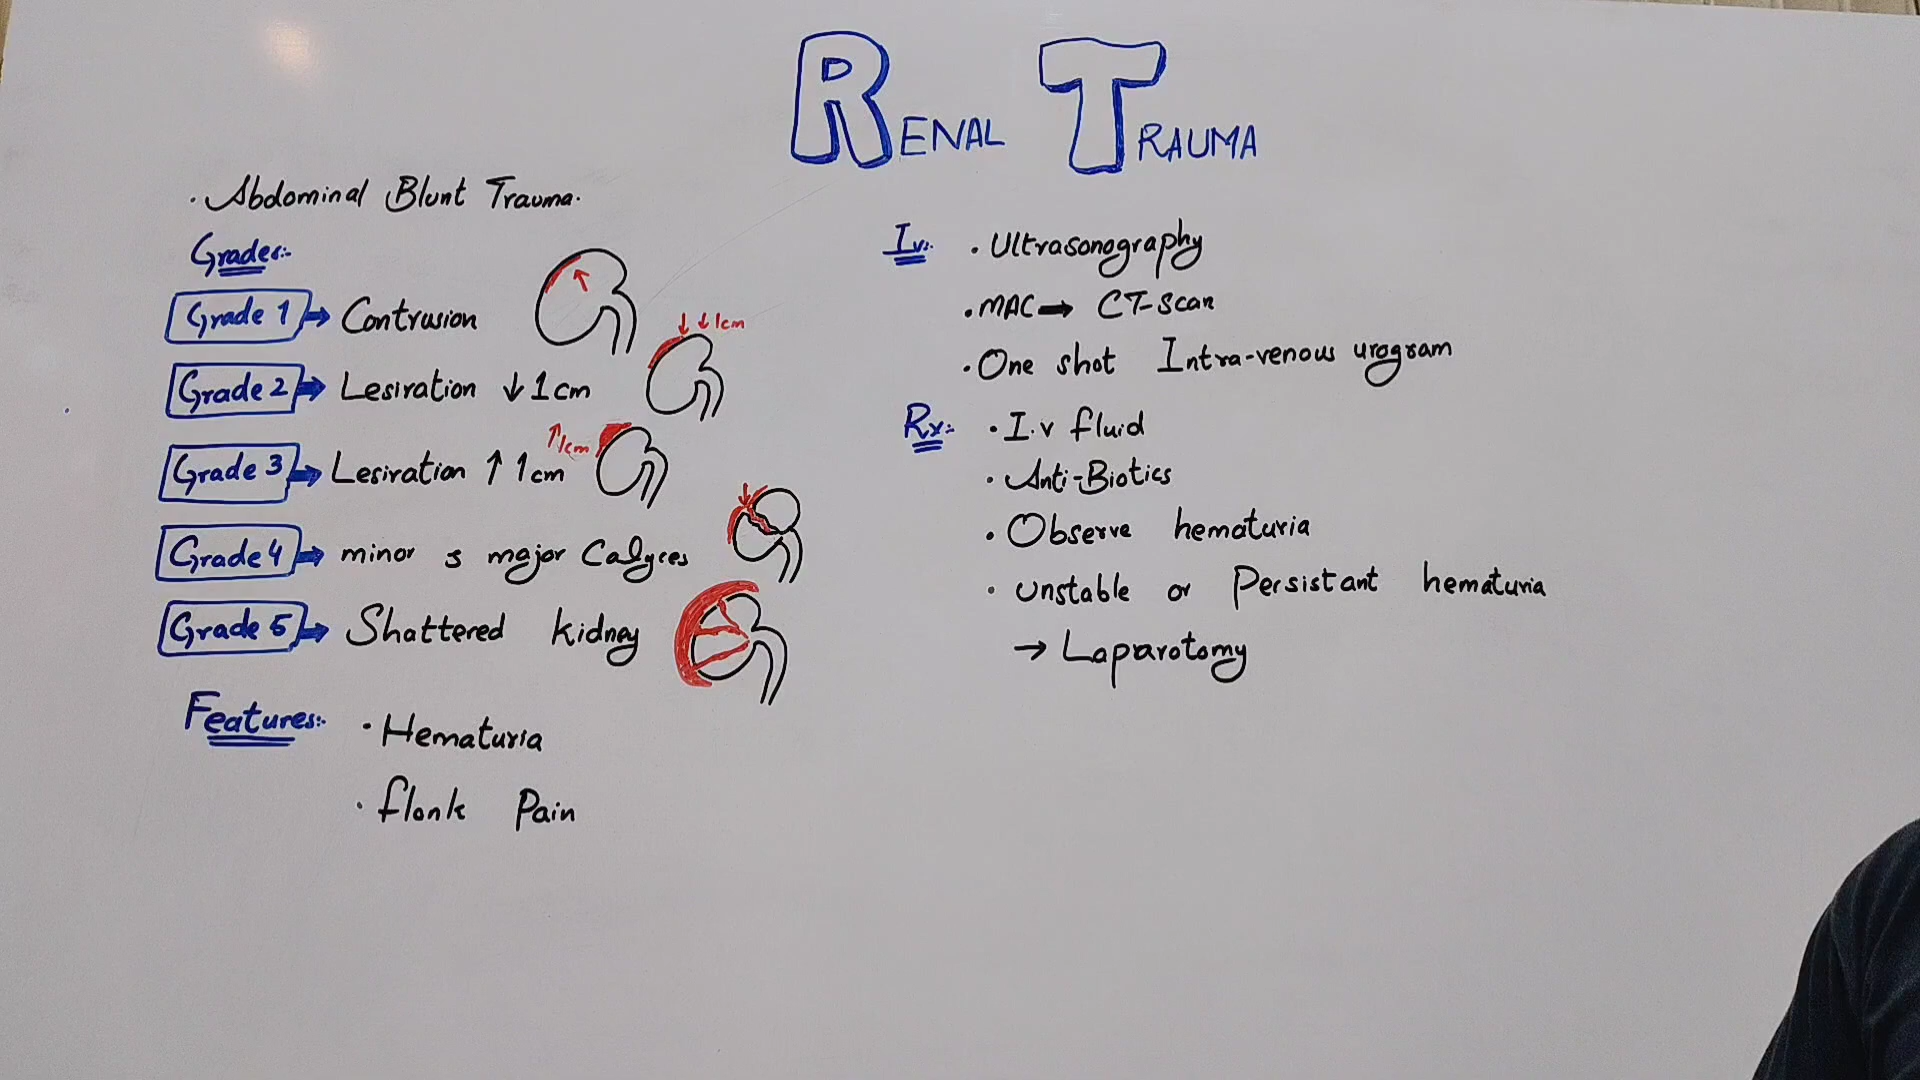 RENAL TRAUMA
· Abdominal Blunt Trauma.
Grades:-
Grade 1 → Contrusion
↓ ↓ 1cm
Grade 2 → Lesiration ↓ 1cm
Grade 3 → Lesiration ↑ 1cm
↑ 1cm
Grade 4 → minor s major Calyces
Grade 5 → Shattered kidney
Features:-
· Hematuria
· flonk Pain
Iv:-
· Ultrasonography
· MAC → CT-Scan
· One shot Intra-venous urogram
Rx:-
· I.v fluid
· Anti-Biotics
· Observe hematuria
· unstable or Persistant hematuria
→ Laparotomy